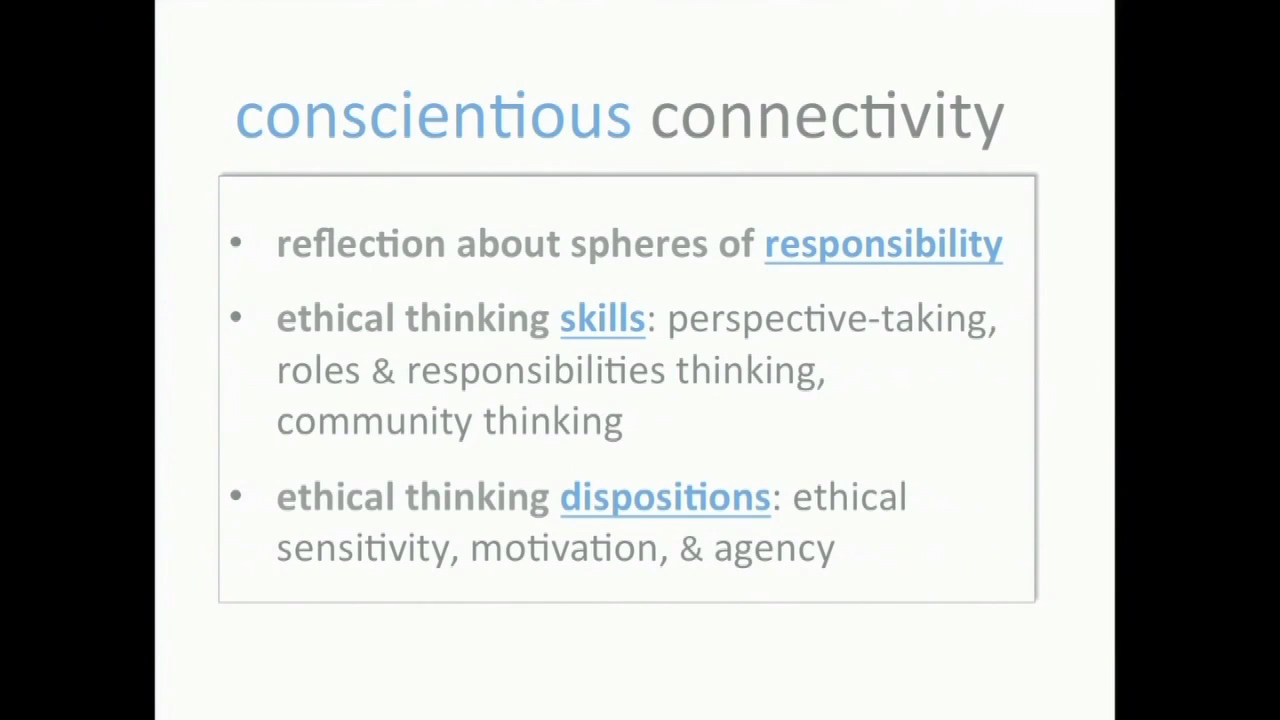 conscientious connectivity
• reflection about spheres of responsibility
• ethical thinking skills: perspective-taking,
roles & responsibilities thinking,
community thinking
• ethical thinking dispositions: ethical
sensitivity, motivation, & agency